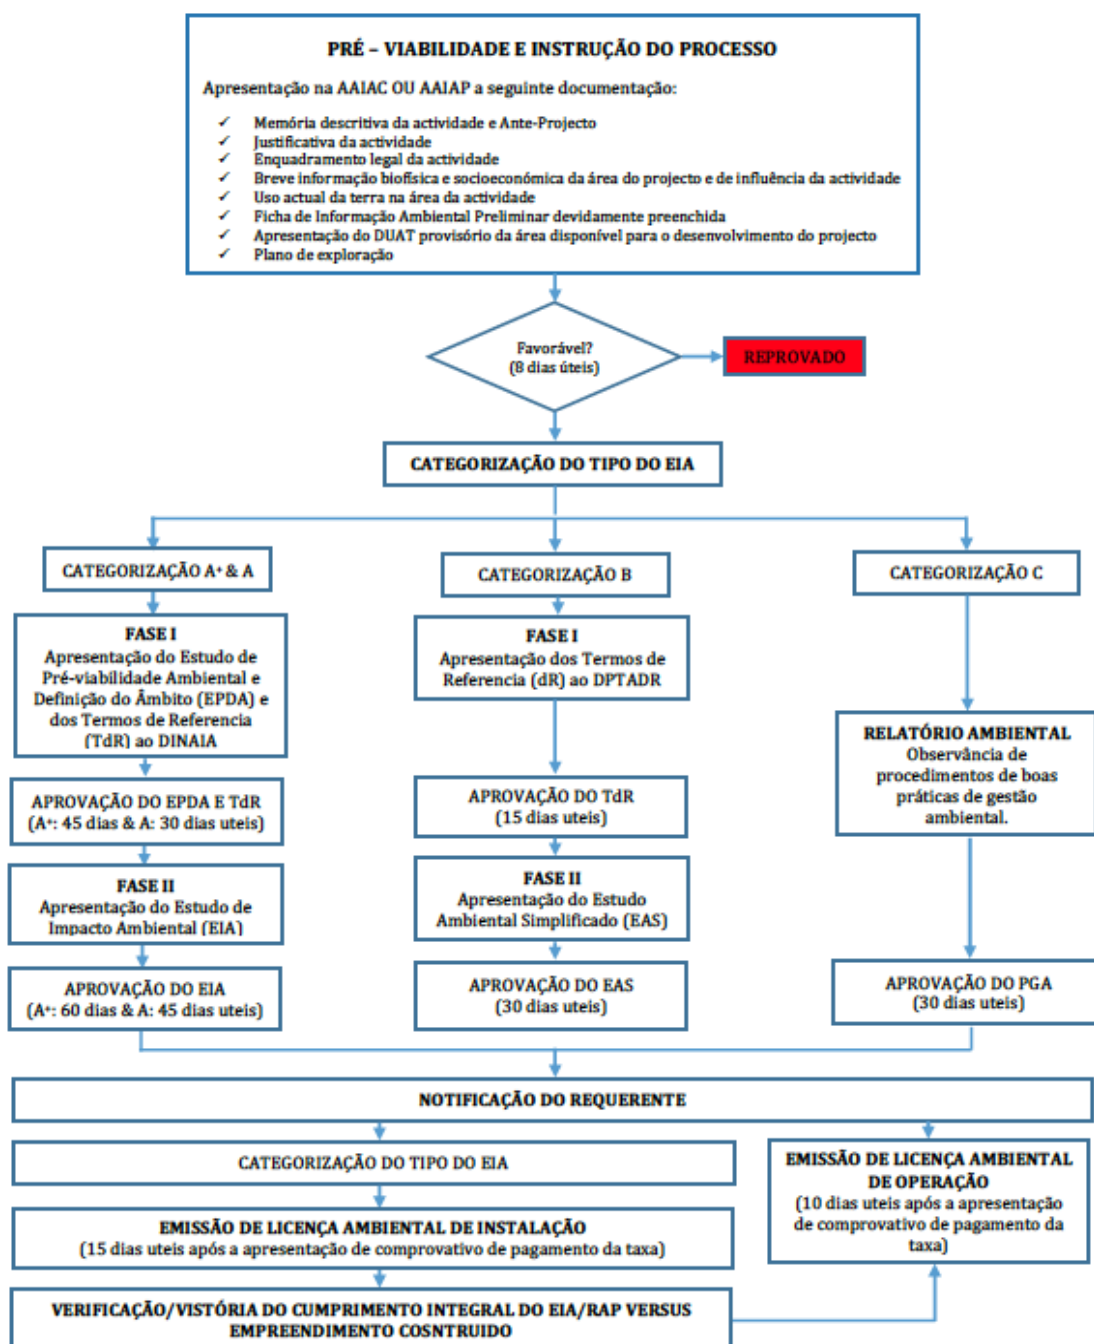 PRÉ – VIABILIDADE E INSTRUÇÃO DO PROCESSO
Apresentação na AAIAC OU AAIAP a seguinte documentação:
✓ Memória descritiva da actividade e Ante-Projecto
✓ Justificativa da actividade
✓ Enquadramento legal da actividade
✓ Breve informação biofísica e socioeconómica da área do projecto e de influência da actividade
✓ Uso actual da terra na área da actividade
✓ Ficha de Informação Ambiental Preliminar devidamente preenchida
✓ Apresentação do DUAT provisório da área disponível para o desenvolvimento do projecto
✓ Plano de exploração
Favorável?
(8 dias úteis)
REPROVADO
CATEGORIZAÇÃO DO TIPO DO EIA
CATEGORIZAÇÃO A⁺ & A
FASE I
Apresentação do Estudo de
Pré-viabilidade Ambiental e
Definição do Âmbito (EPDA) e
dos Termos de Referencia
(TdR) ao DINAIA
APROVAÇÃO DO EPDA E TdR
(A⁺: 45 dias & A: 30 dias uteis)
FASE II
Apresentação do Estudo de
Impacto Ambiental (EIA)
APROVAÇÃO DO EIA
(A⁺: 60 dias & A: 45 dias uteis)
CATEGORIZAÇÃO B
FASE I
Apresentação dos Termos de
Referencia (dR) ao DPTADR
APROVAÇÃO DO TdR
(15 dias uteis)
FASE II
Apresentação do Estudo
Ambiental Simplificado (EAS)
APROVAÇÃO DO EAS
(30 dias uteis)
CATEGORIZAÇÃO C
RELATÓRIO AMBIENTAL
Observância de
procedimentos de boas
práticas de gestão
ambiental.
APROVAÇÃO DO PGA
(30 dias uteis)
NOTIFICAÇÃO DO REQUERENTE
CATEGORIZAÇÃO DO TIPO DO EIA
EMISSÃO DE LICENÇA AMBIENTAL DE INSTALAÇÃO
(15 dias uteis após a apresentação de comprovativo de pagamento da taxa)
VERIFICAÇÃO/VISTÓRIA DO CUMPRIMENTO INTEGRAL DO EIA/RAP VERSUS
EMPREENDIMENTO COSNTRUIDO
EMISSÃO DE LICENÇA AMBIENTAL
DE OPERAÇÃO
(10 dias uteis após a apresentação
de comprovativo de pagamento da
taxa)